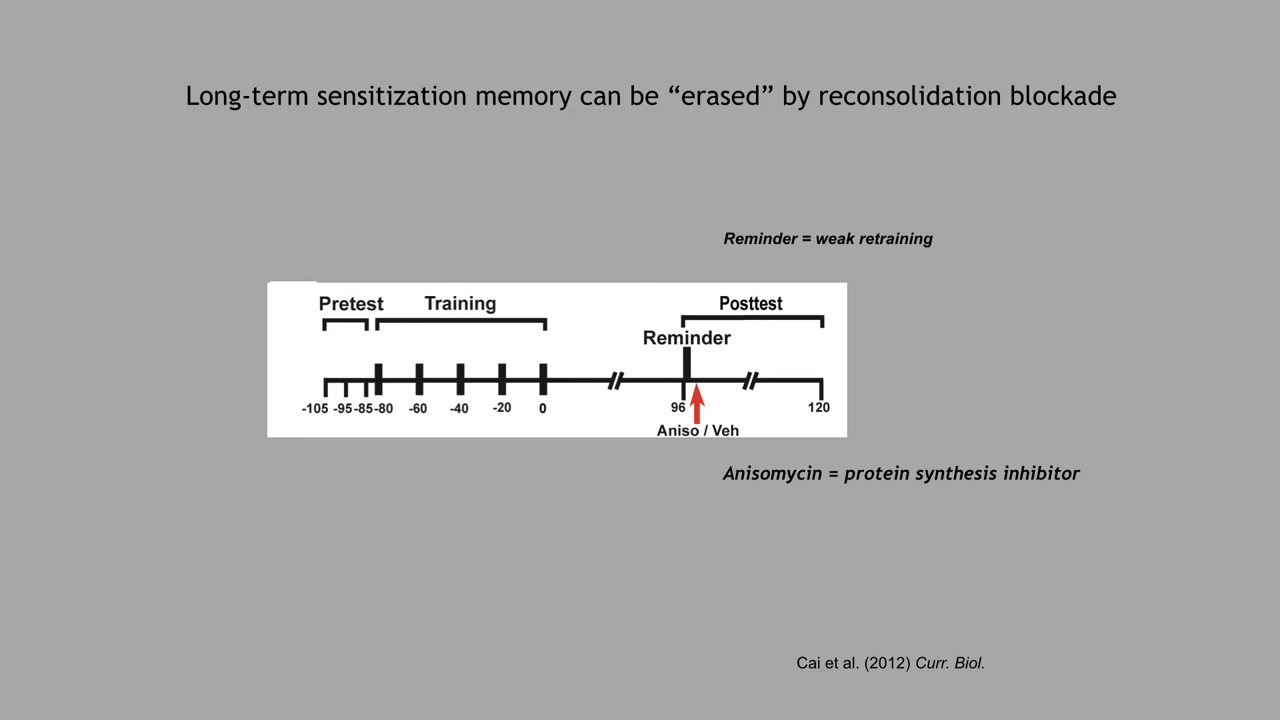 Long-term sensitization memory can be “erased” by reconsolidation blockade
Reminder = weak retraining
Pretest Training Posttest
Reminder
-105 -95 -85 -80 -60 -40 -20 0 96 120
Aniso / Veh
Anisomycin = protein synthesis inhibitor
Cai et al. (2012) Curr. Biol.